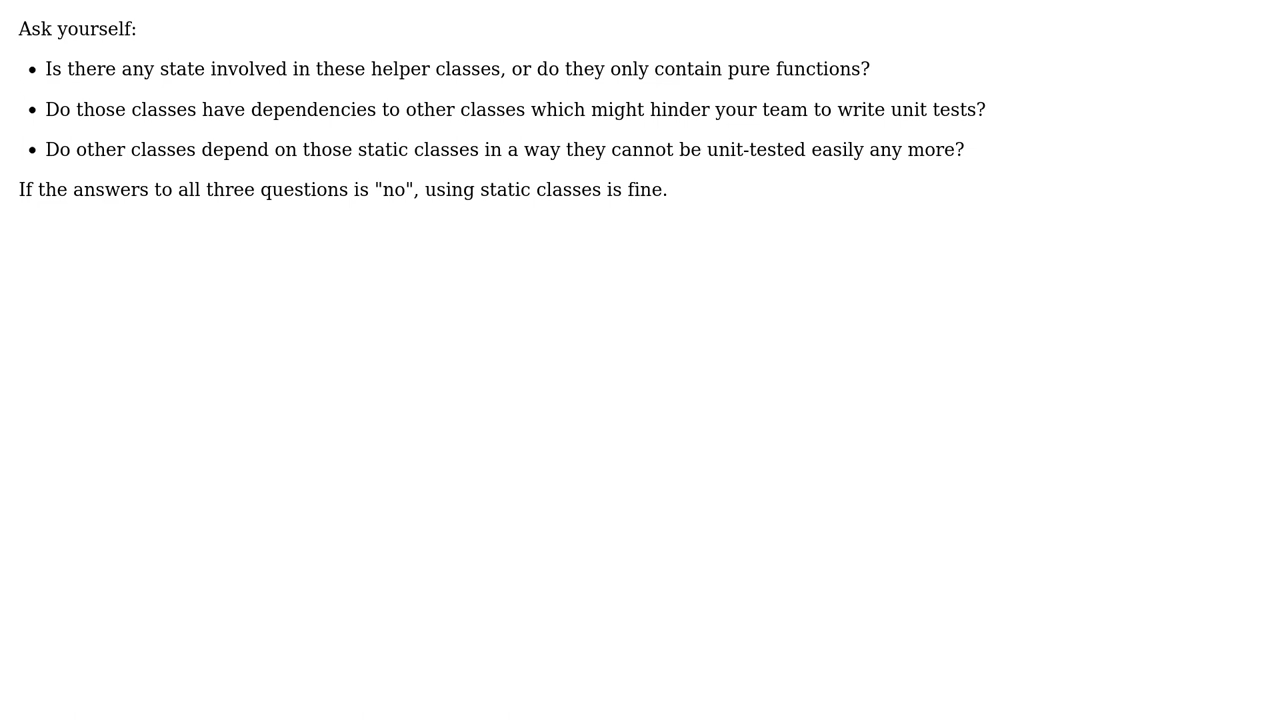 Ask yourself:
• Is there any state involved in these helper classes, or do they only contain pure functions?
• Do those classes have dependencies to other classes which might hinder your team to write unit tests?
• Do other classes depend on those static classes in a way they cannot be unit-tested easily any more?
If the answers to all three questions is "no", using static classes is fine.